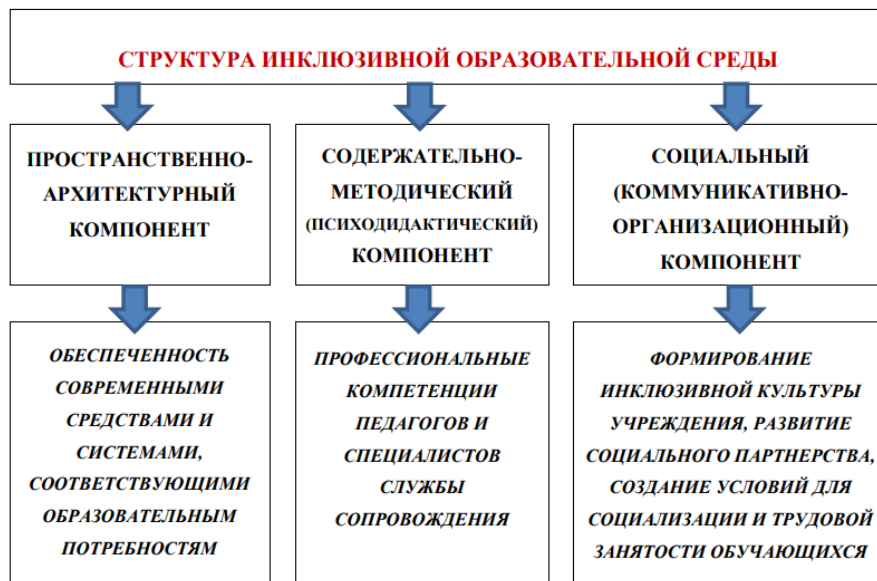 СТРУКТУРА ИНКЛЮЗИВНОЙ ОБРАЗОВАТЕЛЬНОЙ СРЕДЫ
ПРОСТРАНСТВЕННО-
АРХИТЕКТУРНЫЙ
КОМПОНЕНТ
СОДЕРЖАТЕЛЬНО-
МЕТОДИЧЕСКИЙ
(ПСИХОДИДАКТИЧЕСКИЙ)
КОМПОНЕНТ
СОЦИАЛЬНЫЙ
(КОММУНИКАТИВНО-
ОРГАНИЗАЦИОННЫЙ)
КОМПОНЕНТ
ОБЕСПЕЧЕННОСТЬ
СОВРЕМЕННЫМИ
СРЕДСТВАМИ И
СИСТЕМАМИ,
СООТВЕТСТВУЮЩИМИ
ОБРАЗОВАТЕЛЬНЫМ
ПОТРЕБНОСТЯМ
ПРОФЕССИОНАЛЬНЫЕ
КОМПЕТЕНЦИИ
ПЕДАГОГОВ И
СПЕЦИАЛИСТОВ
СЛУЖБЫ
СОПРОВОЖДЕНИЯ
ФОРМИРОВАНИЕ
ИНКЛЮЗИВНОЙ КУЛЬТУРЫ
УЧРЕЖДЕНИЯ, РАЗВИТИЕ
СОЦИАЛЬНОГО ПАРТНЕРСТВА,
СОЗДАНИЕ УСЛОВИЙ ДЛЯ
СОЦИАЛИЗАЦИИ И ТРУДОВОЙ
ЗАНЯТОСТИ ОБУЧАЮЩИХСЯ